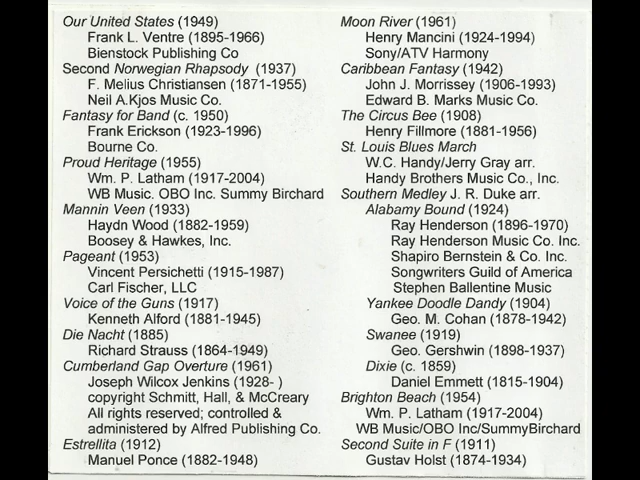 Our United States (1949)
Frank L. Ventre (1895-1966)
Bienstock Publishing Co
Second Norwegian Rhapsody (1937)
F. Melius Christiansen (1871-1955)
Neil A.Kjos Music Co.
Fantasy for Band (c. 1950)
Frank Erickson (1923-1996)
Bourne Co.
Proud Heritage (1955)
Wm. P. Latham (1917-2004)
WB Music. OBO Inc. Summy Birchard
Mannin Veen (1933)
Haydn Wood (1882-1959)
Boosey & Hawkes, Inc.
Pageant (1953)
Vincent Persichetti (1915-1987)
Carl Fischer, LLC
Voice of the Guns (1917)
Kenneth Alford (1881-1945)
Die Nacht (1885)
Richard Strauss (1864-1949)
Cumberland Gap Overture (1961)
Joseph Wilcox Jenkins (1928- )
copyright Schmitt, Hall, & McCreary
All rights reserved; controlled &
administered by Alfred Publishing Co.
Estrellita (1912)
Manuel Ponce (1882-1948)
Moon River (1961)
Henry Mancini (1924-1994)
Sony/ATV Harmony
Caribbean Fantasy (1942)
John J. Morrissey (1906-1993)
Edward B. Marks Music Co.
The Circus Bee (1908)
Henry Fillmore (1881-1956)
St. Louis Blues March
W.C. Handy/Jerry Gray arr.
Handy Brothers Music Co., Inc.
Southern Medley J. R. Duke arr.
Alabamy Bound (1924)
Ray Henderson (1896-1970)
Ray Henderson Music Co. Inc.
Shapiro Bernstein & Co. Inc.
Songwriters Guild of America
Stephen Ballentine Music
Yankee Doodle Dandy (1904)
Geo. M. Cohan (1878-1942)
Swanee (1919)
Geo. Gershwin (1898-1937)
Dixie (c. 1859)
Daniel Emmett (1815-1904)
Brighton Beach (1954)
Wm. P. Latham (1917-2004)
WB Music/OBO Inc/SummyBirchard
Second Suite in F (1911)
Gustav Holst (1874-1934)